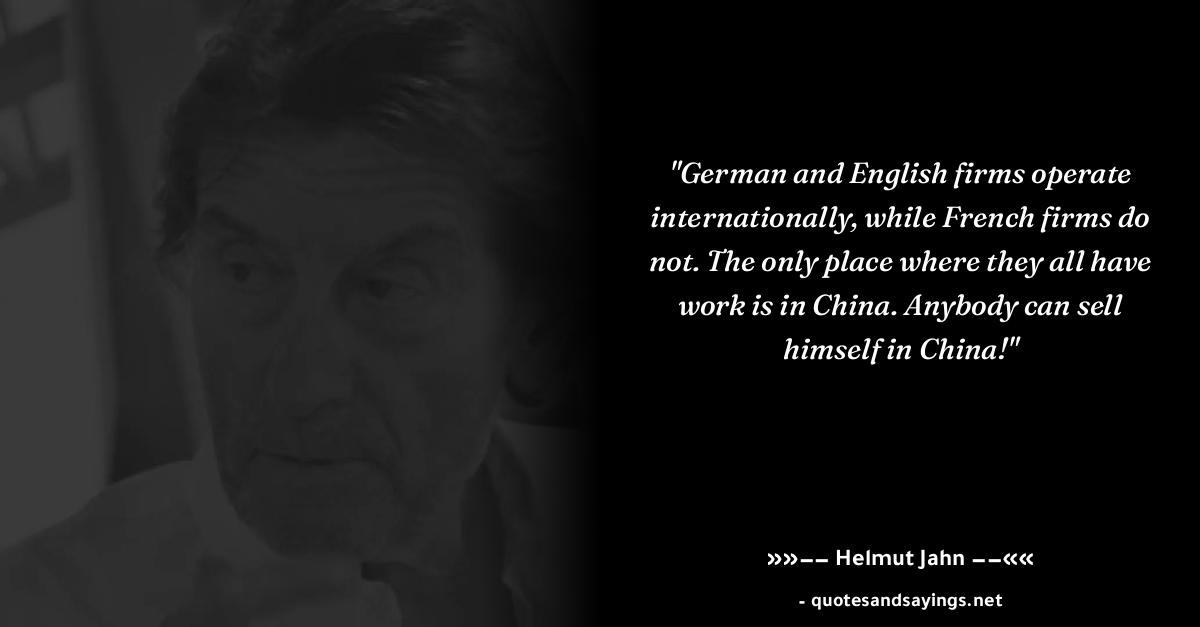 "German and English firms operate
internationally, while French firms do
not. The only place where they all have
work is in China. Anybody can sell
himself in China!"
»»–– Helmut Jahn ––««
- quotesandsayings.net